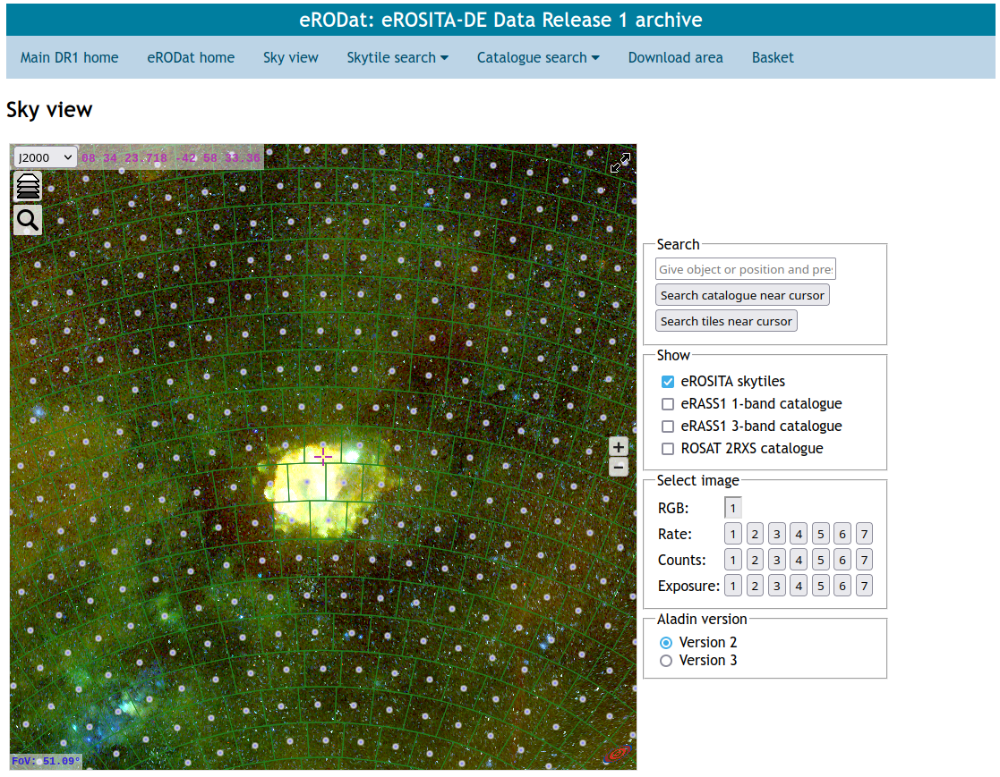 eRODat: eROSITA-DE Data Release 1 archive
Main DR1 home eRODat home Sky view Skytile search Catalogue search Download area Basket
Sky view
J2000 08 34 23.718 -42 58 33.36
Search
Give object or position and pres
Search catalogue near cursor
Search tiles near cursor
Show
eROSITA skytiles
eRASS1 1-band catalogue
eRASS1 3-band catalogue
ROSAT 2RXS catalogue
+
−
Select image
RGB: 1
Rate: 1 2 3 4 5 6 7
Counts: 1 2 3 4 5 6 7
Exposure: 1 2 3 4 5 6 7
Aladin version
Version 2
Version 3
FoV: 51.09°